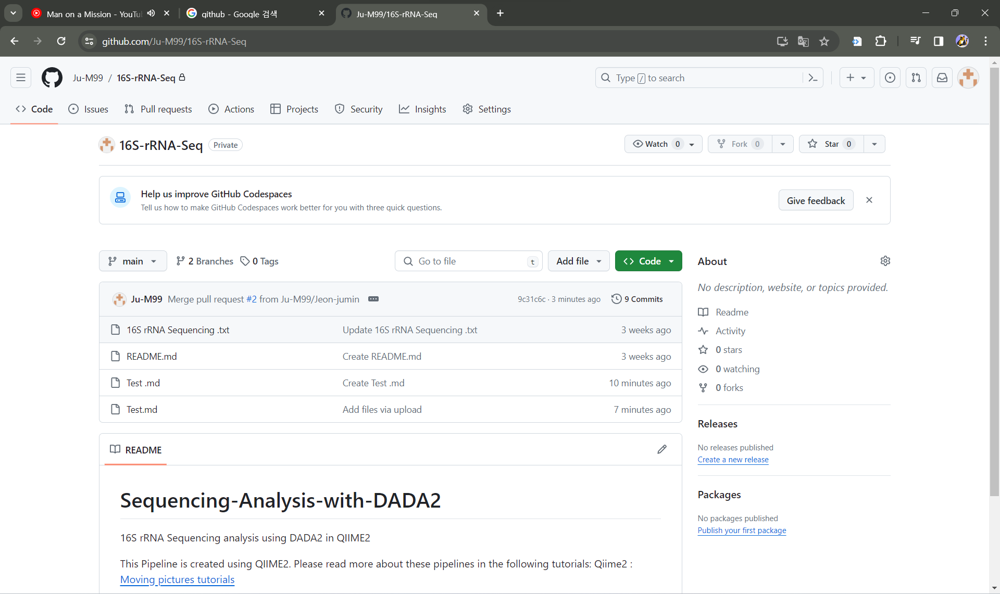 Man on a Mission - YouTu
github - Google 검색
Ju-M99/16S-rRNA-Seq
github.com/Ju-M99/16S-rRNA-Seq
Ju-M99 / 16S-rRNA-Seq
Type / to search
Code Issues Pull requests Actions Projects Security Insights Settings
16S-rRNA-Seq Private
Watch 0 Fork 0 Star 0
Help us improve GitHub Codespaces
Tell us how to make GitHub Codespaces work better for you with three quick questions.
Give feedback
main 2 Branches 0 Tags
Go to file t
Add file
Code
Ju-M99 Merge pull request #2 from Ju-M99/Jeon-jumin
9c31c6c · 3 minutes ago
9 Commits
16S rRNA Sequencing .txt Update 16S rRNA Sequencing .txt 3 weeks ago
README.md Create README.md 3 weeks ago
Test .md Create Test .md 10 minutes ago
Test.md Add files via upload 7 minutes ago
README
Sequencing-Analysis-with-DADA2
16S rRNA Sequencing analysis using DADA2 in QIIME2
This Pipeline is created using QIIME2. Please read more about these pipelines in the following tutorials: Qiime2 :
Moving pictures tutorials
About
No description, website, or topics provided.
Readme
Activity
0 stars
0 watching
0 forks
Releases
No releases published
Create a new release
Packages
No packages published
Publish your first package